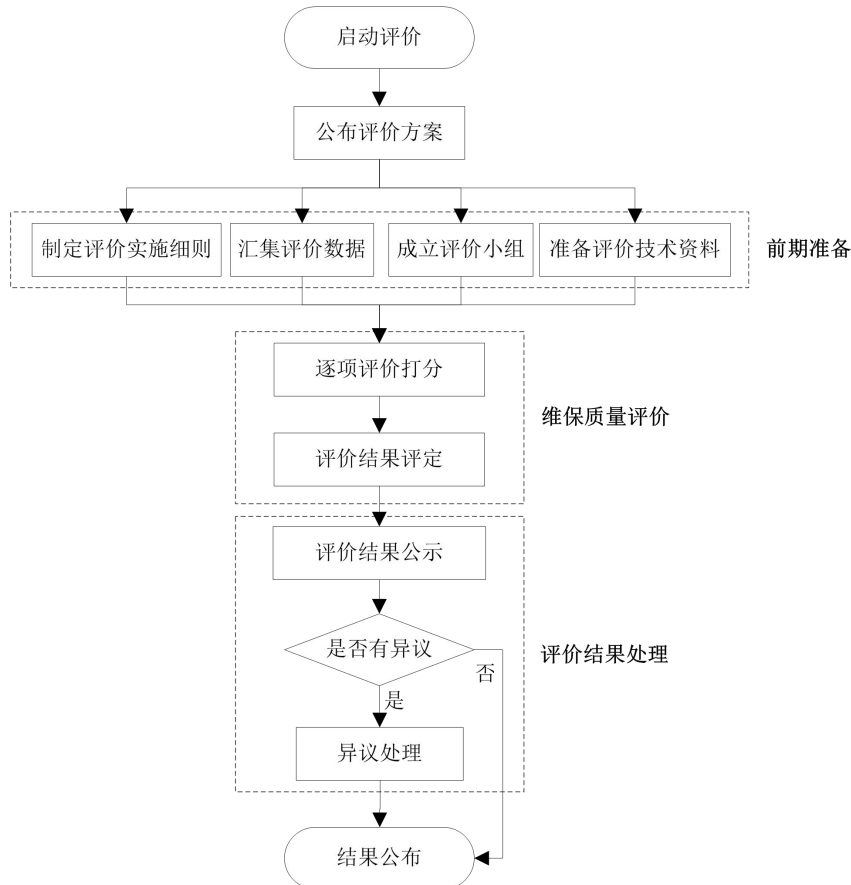 启动评价
公布评价方案
制定评价实施细则
汇集评价数据
成立评价小组
准备评价技术资料
前期准备
逐项评价打分
维保质量评价
评价结果评定
评价结果公示
是否有异议
评价结果处理
否
是
异议处理
结果公布